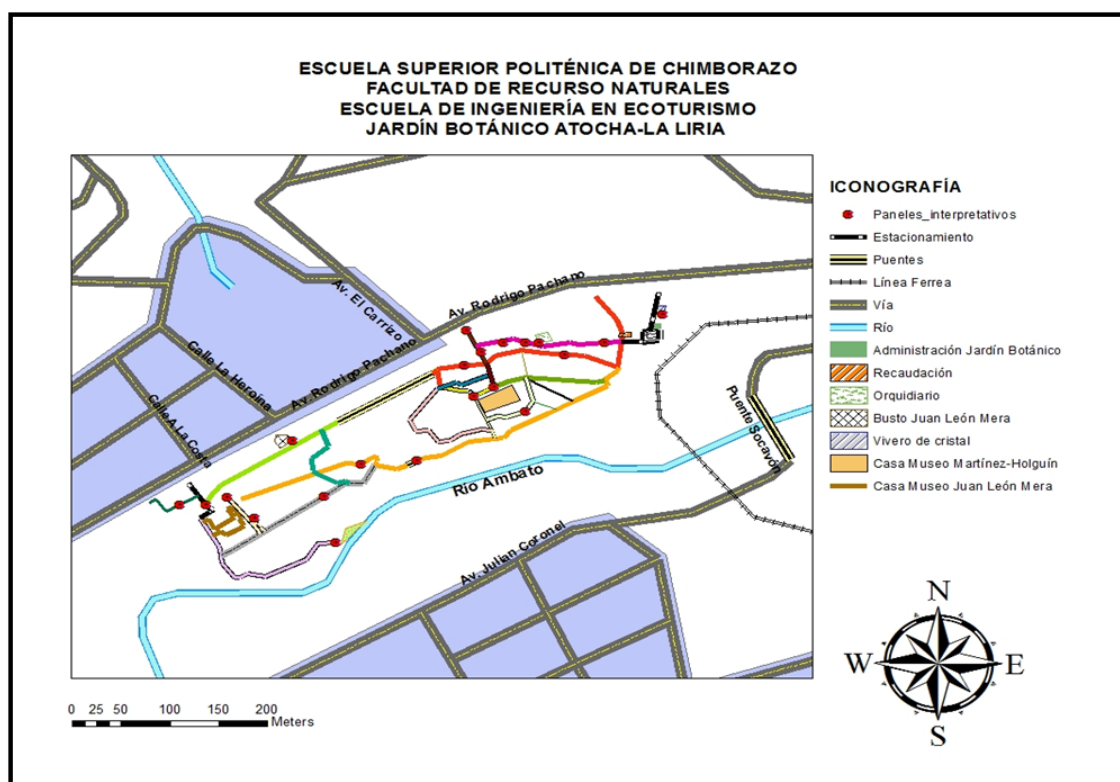 ESCUELA SUPERIOR POLITÉNICA DE CHIMBORAZO
FACULTAD DE RECURSO NATURALES
ESCUELA DE INGENIERÍA EN ECOTURISMO
JARDÍN BOTÁNICO ATOCHA-LA LIRIA
Av. El Carrizo
Av. Rodrigo Pachano
Av. Rodrigo Pachano
Calle La Heroína
Calle A La Costa
Puente Socavón
Río Ambato
Av. Julian Coronel
ICONOGRAFÍA
Paneles_interpretativos
Estacionamiento
Puentes
Línea Ferrea
Vía
Río
Administración Jardín Botánico
Recaudación
Orquidiario
Busto Juan León Mera
Vivero de cristal
Casa Museo Martínez-Holguín
Casa Museo Juan León Mera
N
W E
S
0 25 50 100 150 200
Meters